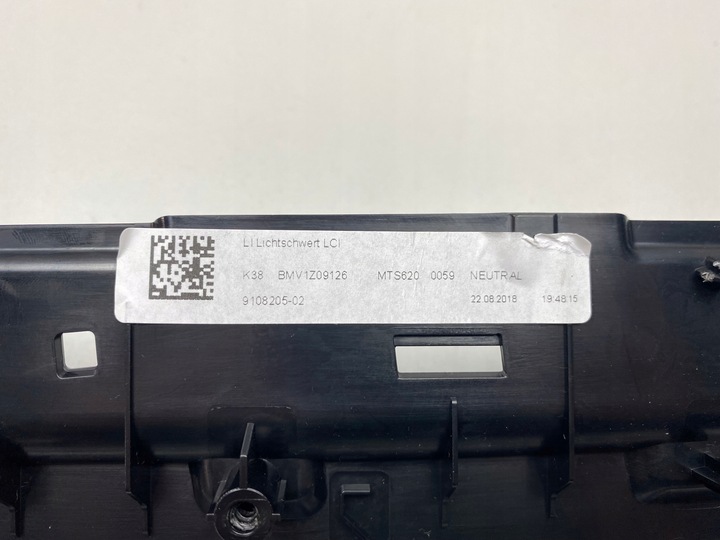 LI Lichtschwert LCI
K38 BMV1Z09126 MTS620 0059 NEUTRAL
9108205-02 22.08.2018 19:48:15